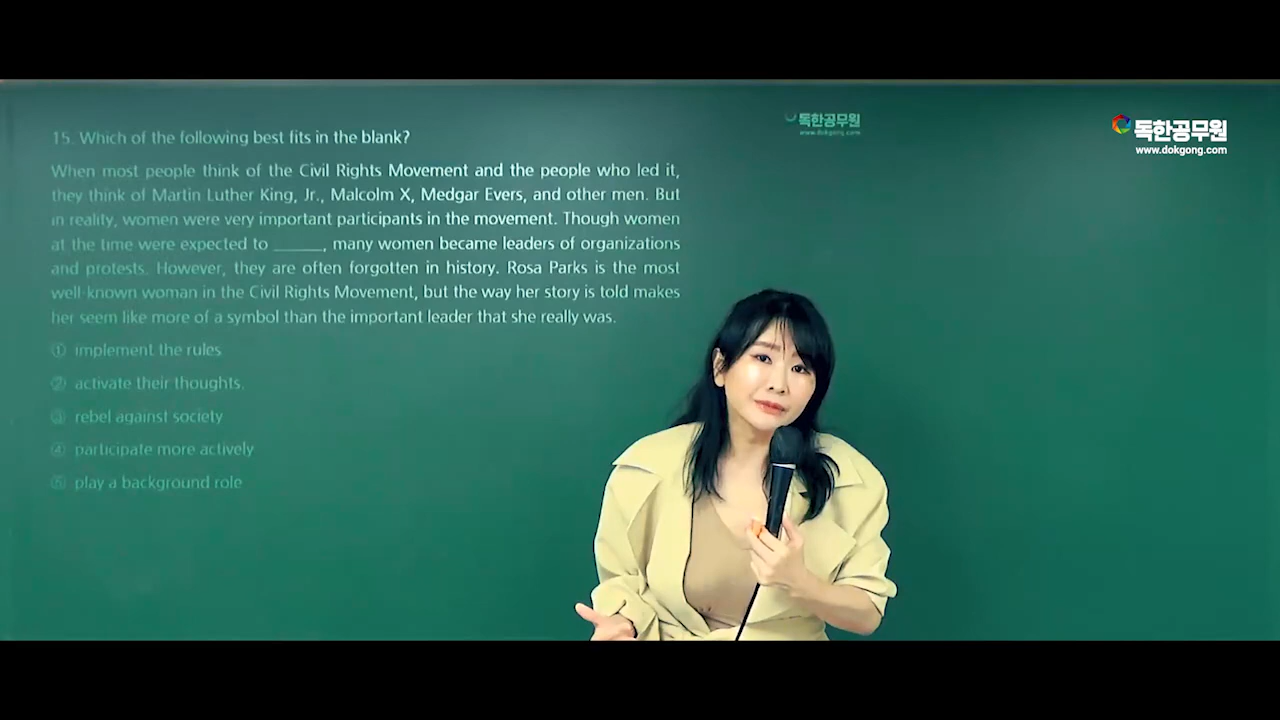 독한공무원
www.dokgong.com
독한공무원
www.dokgong.com
15. Which of the following best fits in the blank?
When most people think of the Civil Rights Movement and the people who led it,
they think of Martin Luther King, Jr., Malcolm X, Medgar Evers, and other men. But
in reality, women were very important participants in the movement. Though women
at the time were expected to ______, many women became leaders of organizations
and protests. However, they are often forgotten in history. Rosa Parks is the most
well-known woman in the Civil Rights Movement, but the way her story is told makes
her seem like more of a symbol than the important leader that she really was.
① implement the rules
② activate their thoughts.
③ rebel against society
④ participate more actively
⑤ play a background role